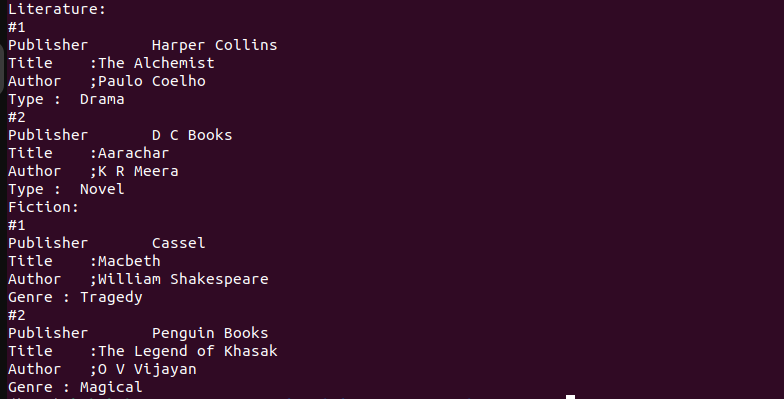 Literature:
#1
Publisher       Harper Collins
Title    :The Alchemist
Author   ;Paulo Coelho
Type :  Drama
#2
Publisher       D C Books
Title    :Aarachar
Author   ;K R Meera
Type :  Novel
Fiction:
#1
Publisher       Cassel
Title    :Macbeth
Author   ;William Shakespeare
Genre : Tragedy
#2
Publisher       Penguin Books
Title    :The Legend of Khasak
Author   ;O V Vijayan
Genre : Magical